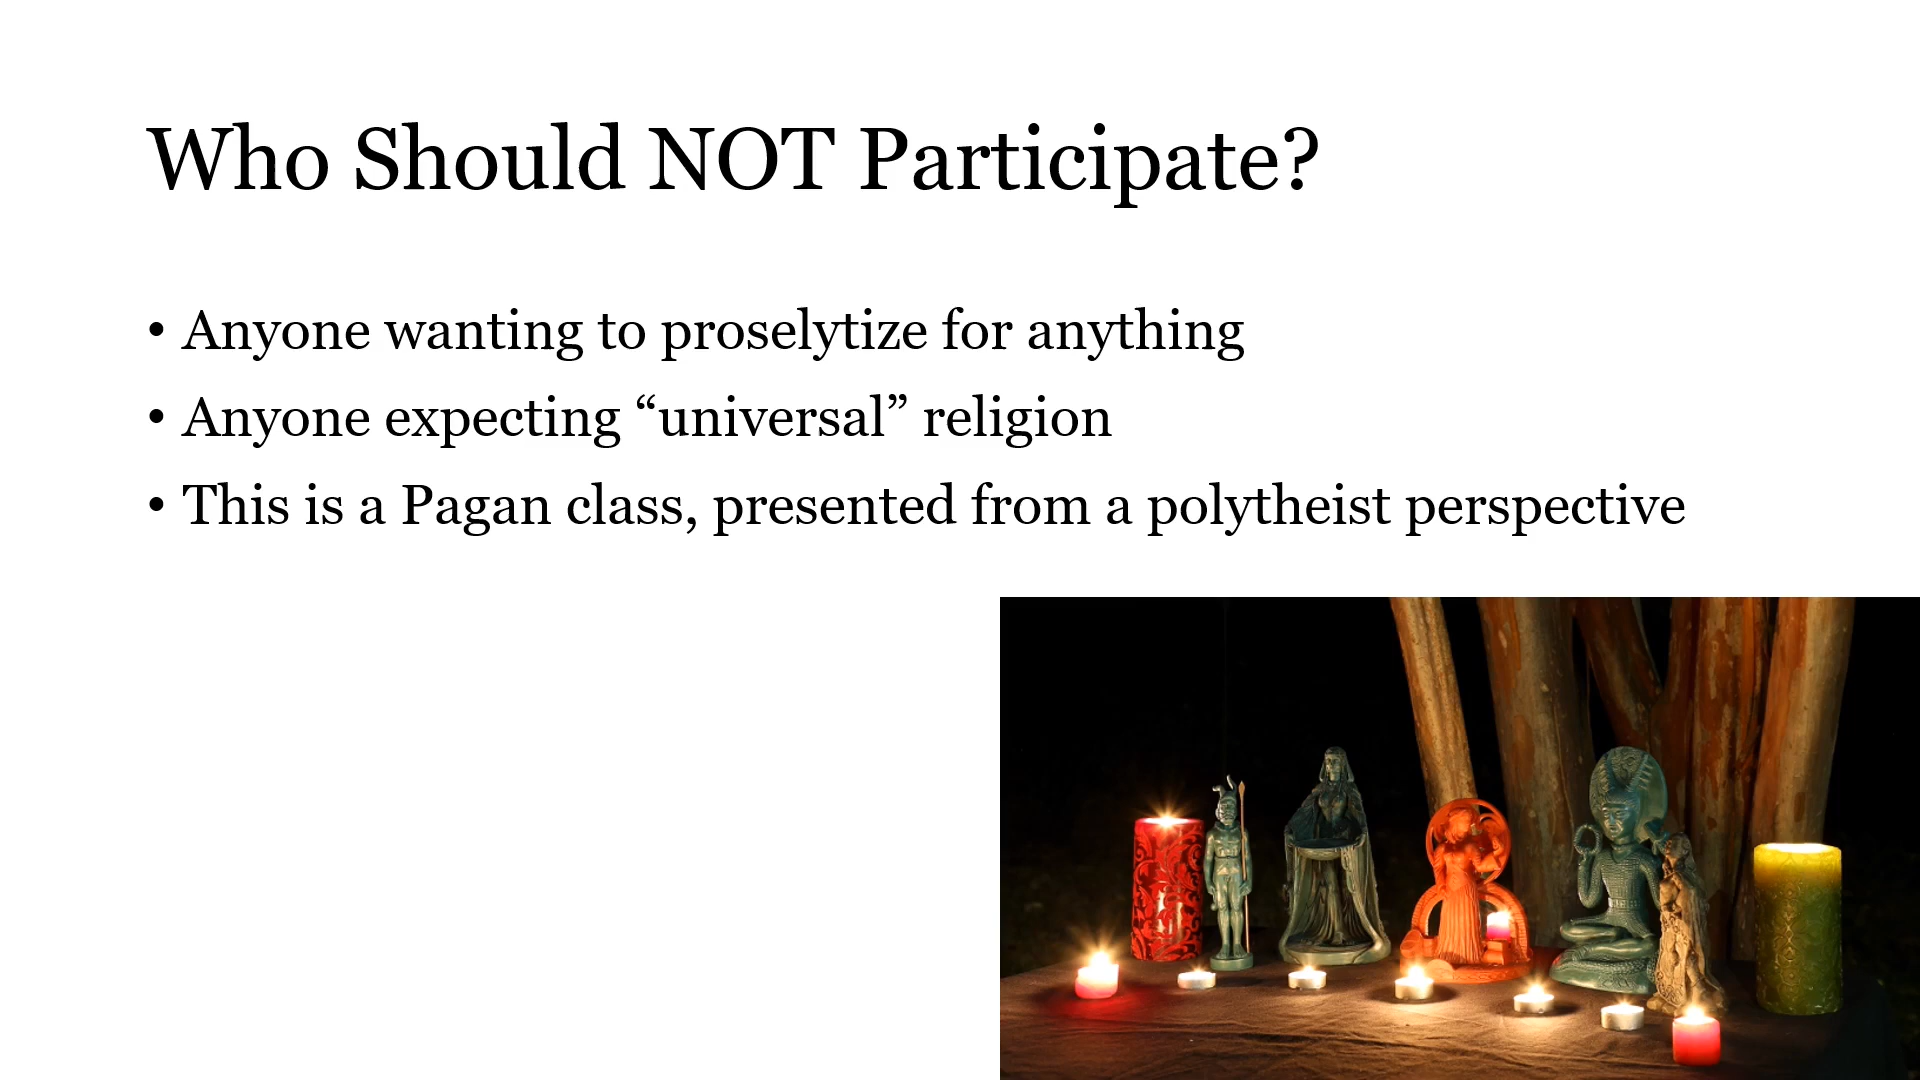 Who Should NOT Participate?
• Anyone wanting to proselytize for anything
• Anyone expecting “universal” religion
• This is a Pagan class, presented from a polytheist perspective